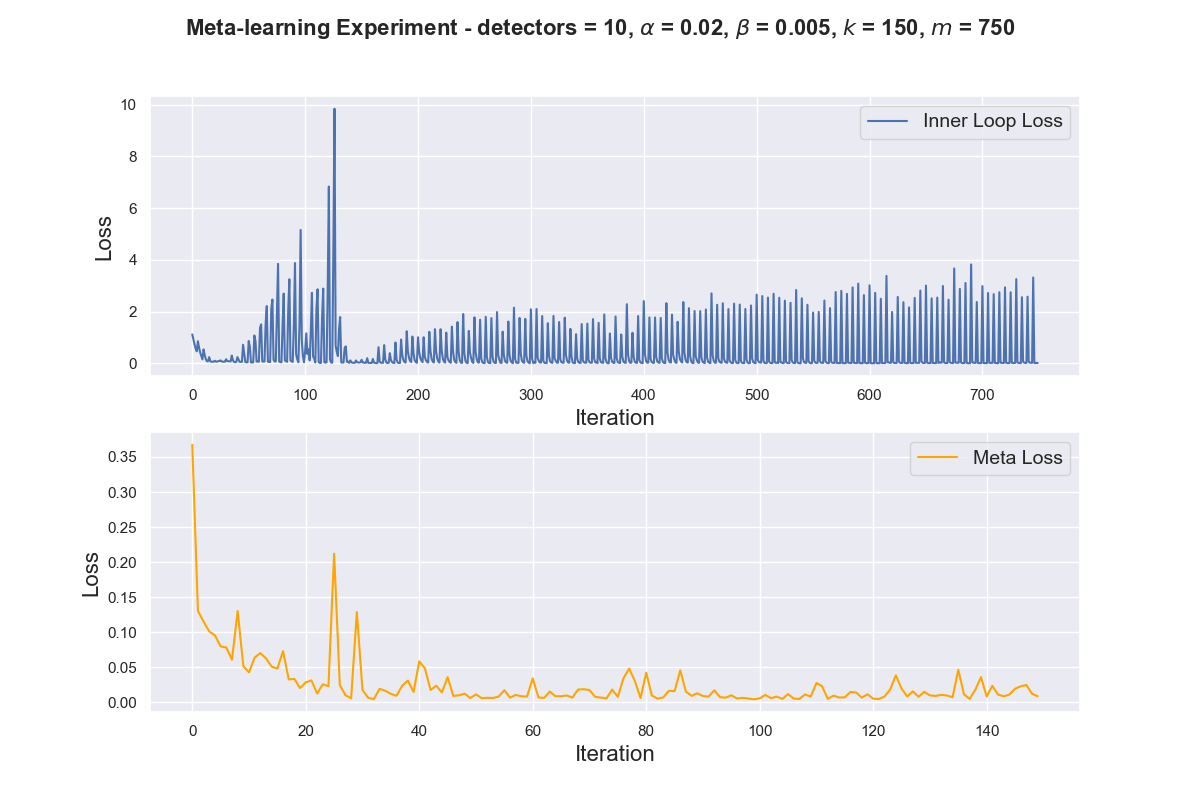 Meta-learning Experiment - detectors = 10, α = 0.02, β = 0.005, k = 150, m = 750
10
8
6
4
2
0
Loss
Inner Loop Loss
0 100 200 300 400 500 600 700
Iteration
0.35
0.30
0.25
0.20
0.15
0.10
0.05
0.00
Loss
Meta Loss
0 20 40 60 80 100 120 140
Iteration